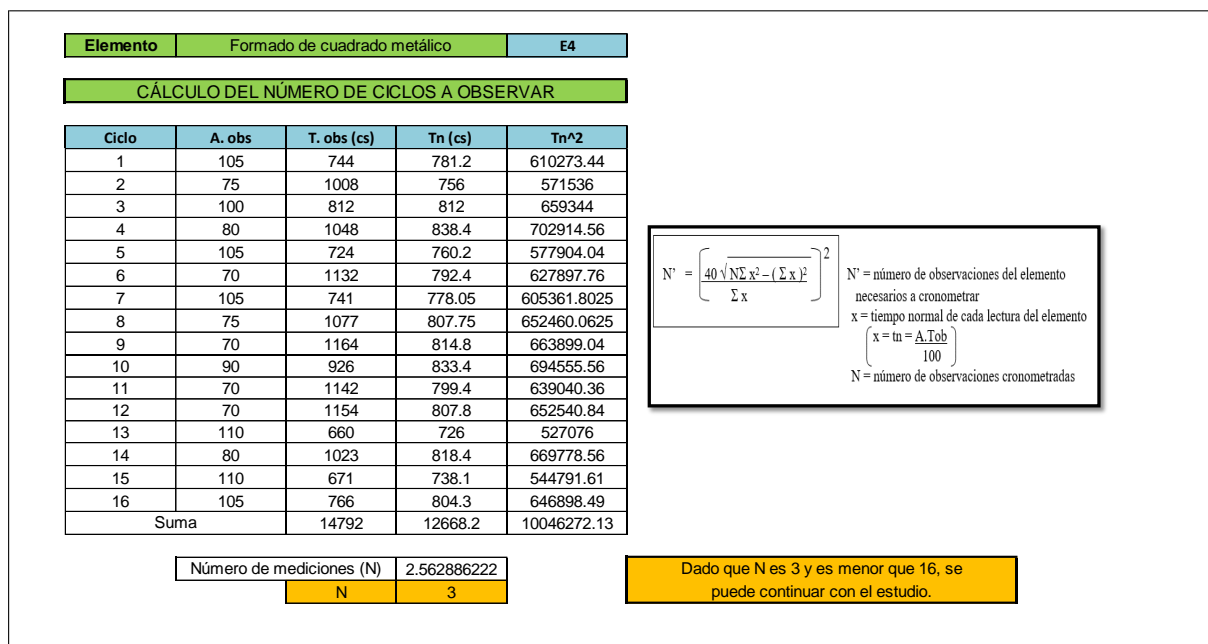 Elemento Formado de cuadrado metálico E4
CÁLCULO DEL NÚMERO DE CICLOS A OBSERVAR
Ciclo A. obs T. obs (cs) Tn (cs) Tn^2
1 105 744 781.2 610273.44
2 75 1008 756 571536
3 100 812 812 659344
4 80 1048 838.4 702914.56
5 105 724 760.2 577904.04
6 70 1132 792.4 627897.76
7 105 741 778.05 605361.8025
8 75 1077 807.75 652460.0625
9 70 1164 814.8 663899.04
10 90 926 833.4 694555.56
11 70 1142 799.4 639040.36
12 70 1154 807.8 652540.84
13 110 660 726 527076
14 80 1023 818.4 669778.56
15 110 671 738.1 544791.61
16 105 766 804.3 646898.49
Suma 14792 12668.2 10046272.13
N' = ( 40 √ NΣ x² – ( Σ x )² ) 2
Σ x
N' = número de observaciones del elemento
necesarios a cronometrar
x = tiempo normal de cada lectura del elemento
( x = tn = A.Tob )
100
N = número de observaciones cronometradas
Número de mediciones (N) 2.562886222
N 3
Dado que N es 3 y es menor que 16, se
puede continuar con el estudio.